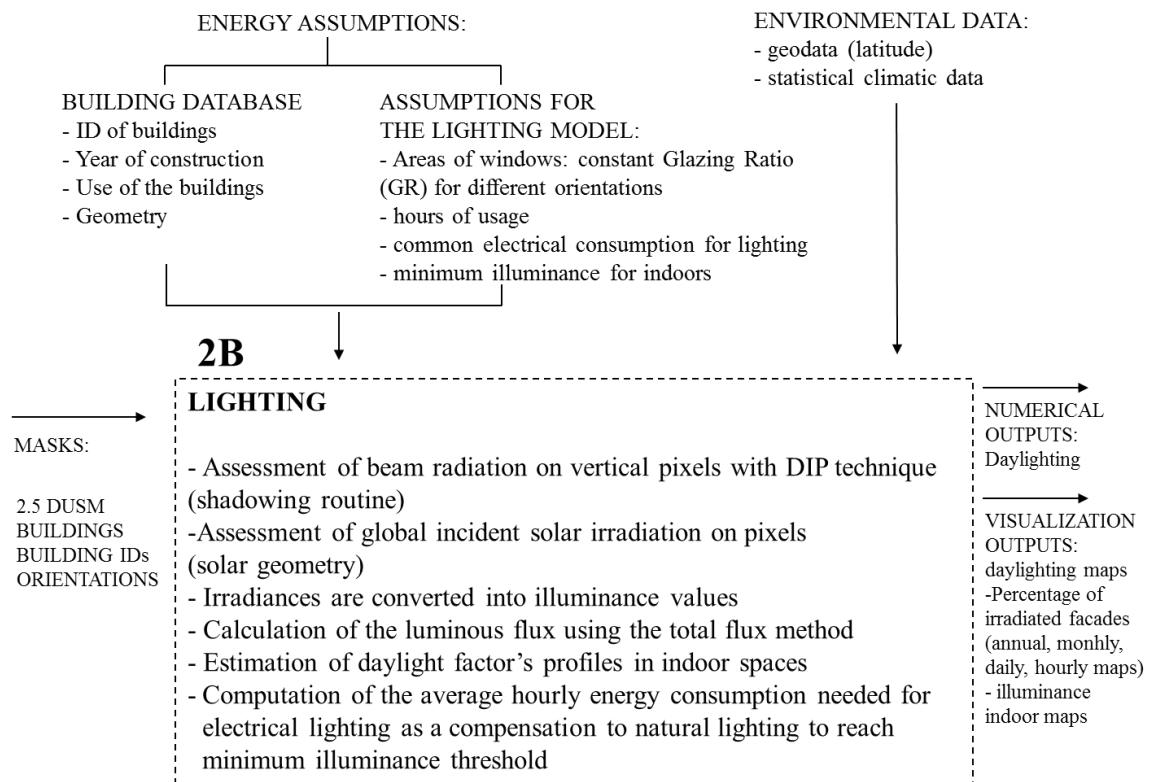 ENERGY ASSUMPTIONS:
ENVIRONMENTAL DATA:
- geodata (latitude)
- statistical climatic data
BUILDING DATABASE
- ID of buildings
- Year of construction
- Use of the buildings
- Geometry
ASSUMPTIONS FOR
THE LIGHTING MODEL:
- Areas of windows: constant Glazing Ratio
(GR) for different orientations
- hours of usage
- common electrical consumption for lighting
- minimum illuminance for indoors
2B
MASKS:
2.5 DUSM
BUILDINGS
BUILDING IDs
ORIENTATIONS
LIGHTING
- Assessment of beam radiation on vertical pixels with DIP technique
(shadowing routine)
-Assessment of global incident solar irradiation on pixels
(solar geometry)
- Irradiances are converted into illuminance values
- Calculation of the luminous flux using the total flux method
- Estimation of daylight factor’s profiles in indoor spaces
- Computation of the average hourly energy consumption needed for
electrical lighting as a compensation to natural lighting to reach
minimum illuminance threshold
NUMERICAL
OUTPUTS:
Daylighting
VISUALIZATION
OUTPUTS:
daylighting maps
-Percentage of
irradiated facades
(annual, monhly,
daily, hourly maps)
- illuminance
indoor maps